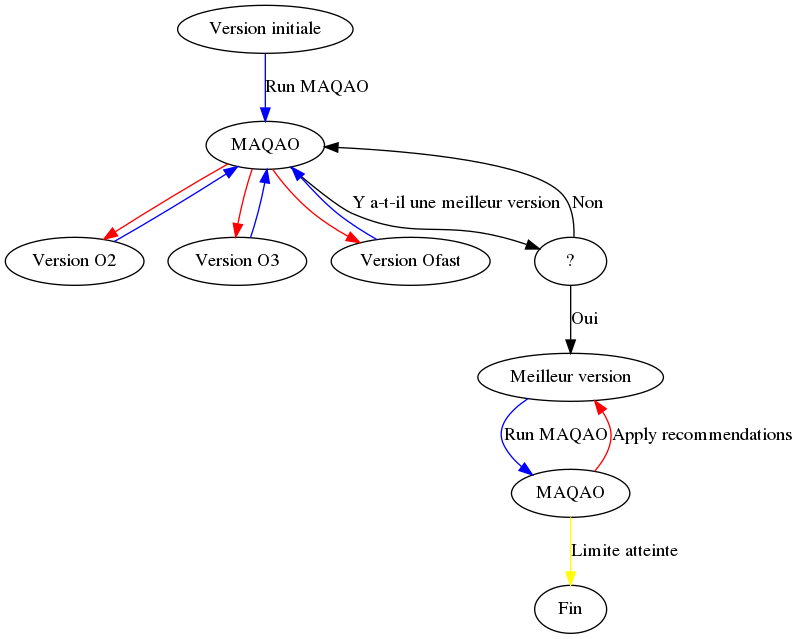 Version initiale
Run MAQAO
MAQAO
Y a-t-il une meilleur version
Non
Version O2
Version O3
Version Ofast
?
Oui
Meilleur version
Run MAQAO
Apply recommendations
MAQAO
Limite atteinte
Fin